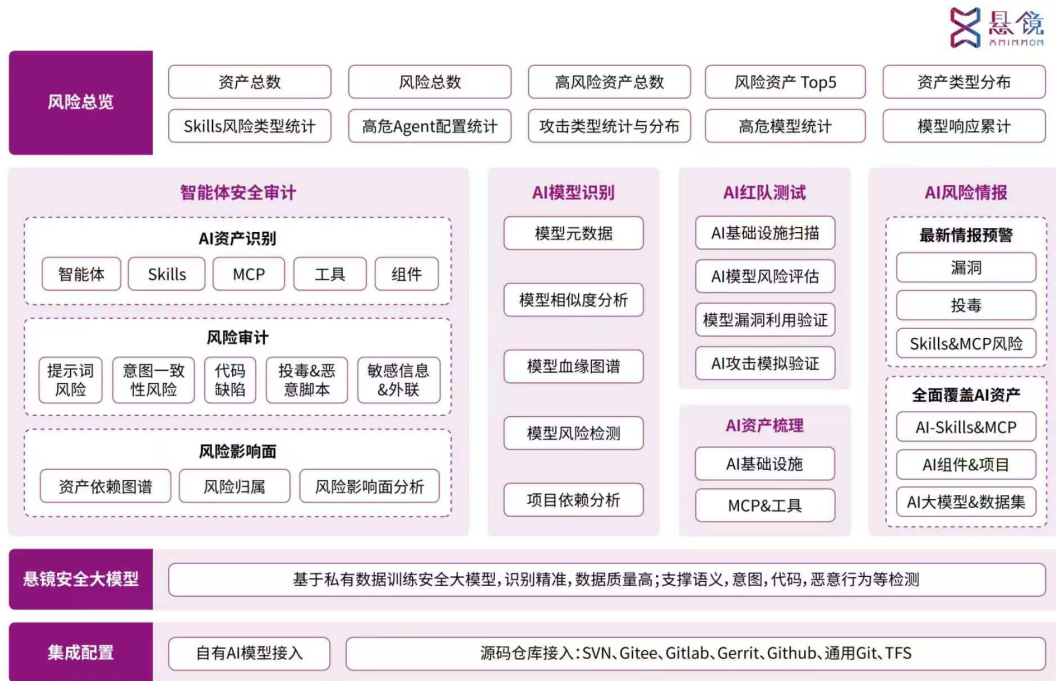 悬镜
XMIRROR
风险总览
资产总数
风险总数
高风险资产总数
风险资产 Top5
资产类型分布
Skills风险类型统计
高危Agent配置统计
攻击类型统计与分布
高危模型统计
模型响应累计
智能体安全审计
AI资产识别
智能体
Skills
MCP
工具
组件
风险审计
提示词
风险
意图一致
性风险
代码
缺陷
投毒&恶
意脚本
敏感信息
&外联
风险影响面
资产依赖图谱
风险归属
风险影响面分析
AI模型识别
模型元数据
模型相似度分析
模型血缘图谱
模型风险检测
项目依赖分析
AI红队测试
AI基础设施扫描
AI模型风险评估
模型漏洞利用验证
AI攻击模拟验证
AI资产梳理
AI基础设施
MCP&工具
AI风险情报
最新情报预警
漏洞
投毒
Skills&MCP风险
全面覆盖AI资产
AI-Skills&MCP
AI组件&项目
AI大模型&数据集
悬镜安全大模型
基于私有数据训练安全大模型,识别精准,数据质量高;支撑语义,意图,代码,恶意行为等检测
集成配置
自有AI模型接入
源码仓库接入:SVN、Gitee、Gitlab、Gerrit、Github、通用Git、TFS